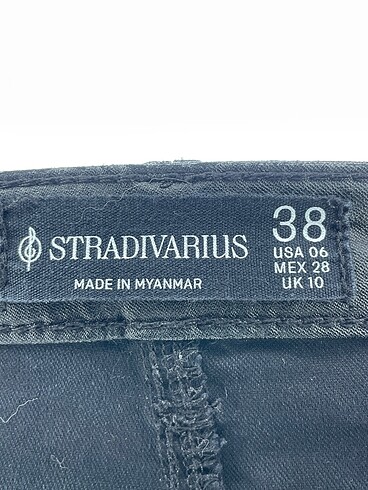 STRADIVARIUS
MADE IN MYANMAR
38
USA 06
MEX 28
UK 10